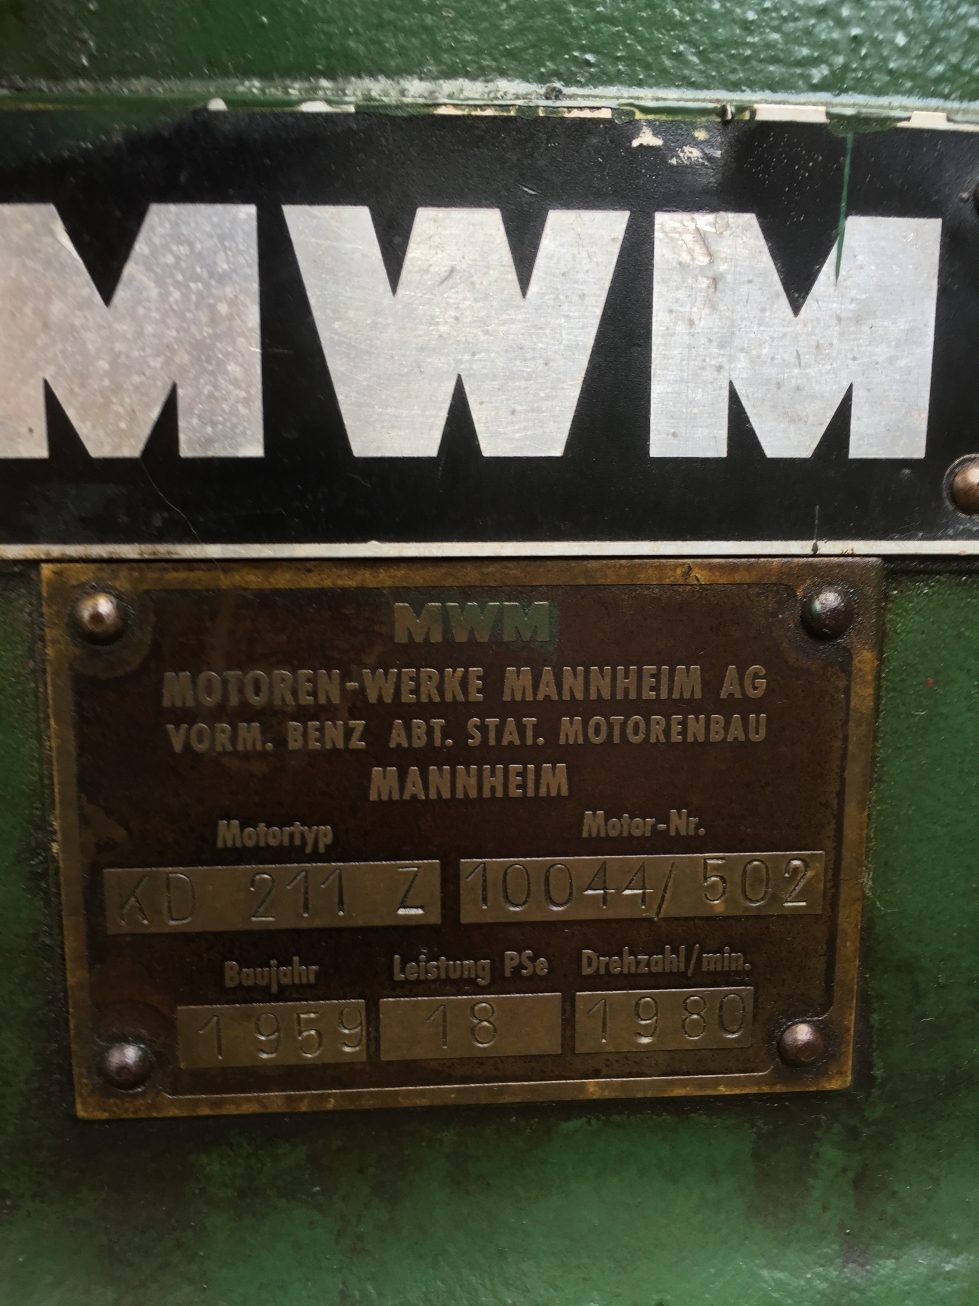 MWM
MWM
MOTOREN-WERKE MANNHEIM AG
VORM. BENZ ABT. STAT. MOTORENBAU
MANNHEIM
Motortyp Motor-Nr.
KD 211 Z 10044/502
Baujahr Leistung PSe Drehzahl/min.
1959 18 1980